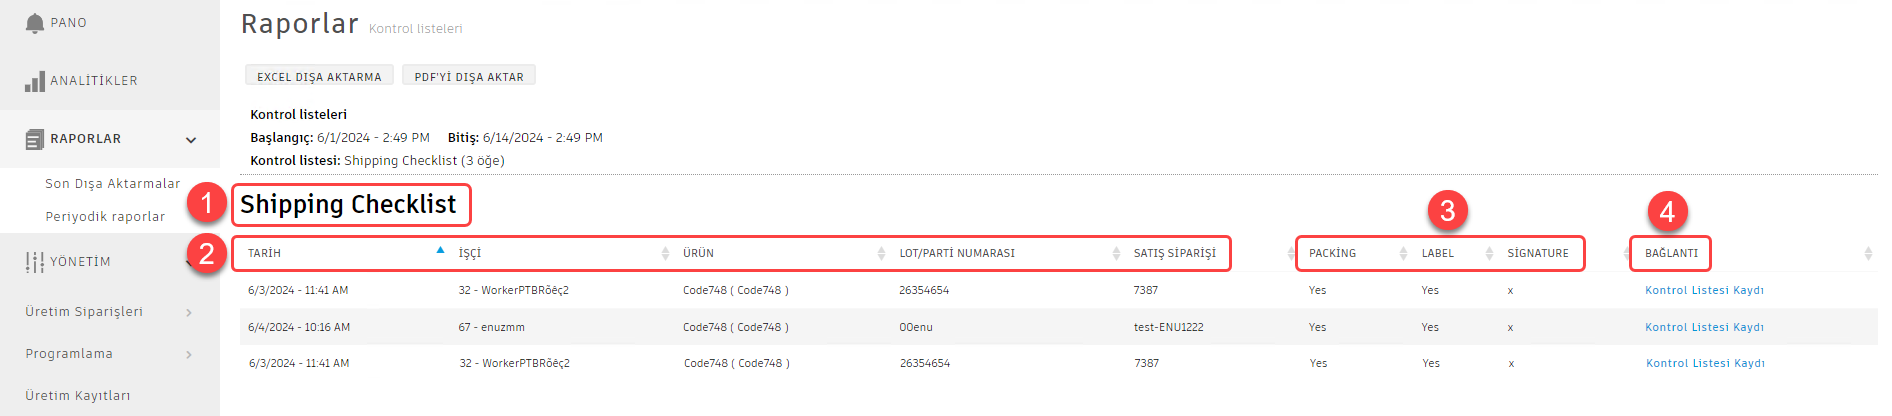 PANO
ANALİTİKLER
RAPORLAR
Son Dışa Aktarmalar
Periyodik raporlar
YÖNETİM
Üretim Siparişleri
Programlama
Üretim Kayıtları
Raporlar Kontrol listeleri
EXCEL DIŞA AKTARMA PDF'Yİ DIŞA AKTAR
Kontrol listeleri
Başlangıç: 6/1/2024 - 2:49 PM Bitiş: 6/14/2024 - 2:49 PM
Kontrol listesi: Shipping Checklist (3 öğe)
1 Shipping Checklist 3 4
2 TARİH İŞÇİ ÜRÜN LOT/PARTİ NUMARASI SATIŞ SİPARİŞİ PACKİNG LABEL SİGNATURE BAĞLANTI
6/3/2024 - 11:41 AM 32 - WorkerPTBRõêç2 Code748 ( Code748 ) 26354654 7387 Yes Yes x Kontrol Listesi Kaydı
6/4/2024 - 10:16 AM 67 - enuzmm Code748 ( Code748 ) 00enu test-ENU1222 Yes Yes x Kontrol Listesi Kaydı
6/3/2024 - 11:41 AM 32 - WorkerPTBRõêç2 Code748 ( Code748 ) 26354654 7387 Yes Yes x Kontrol Listesi Kaydı